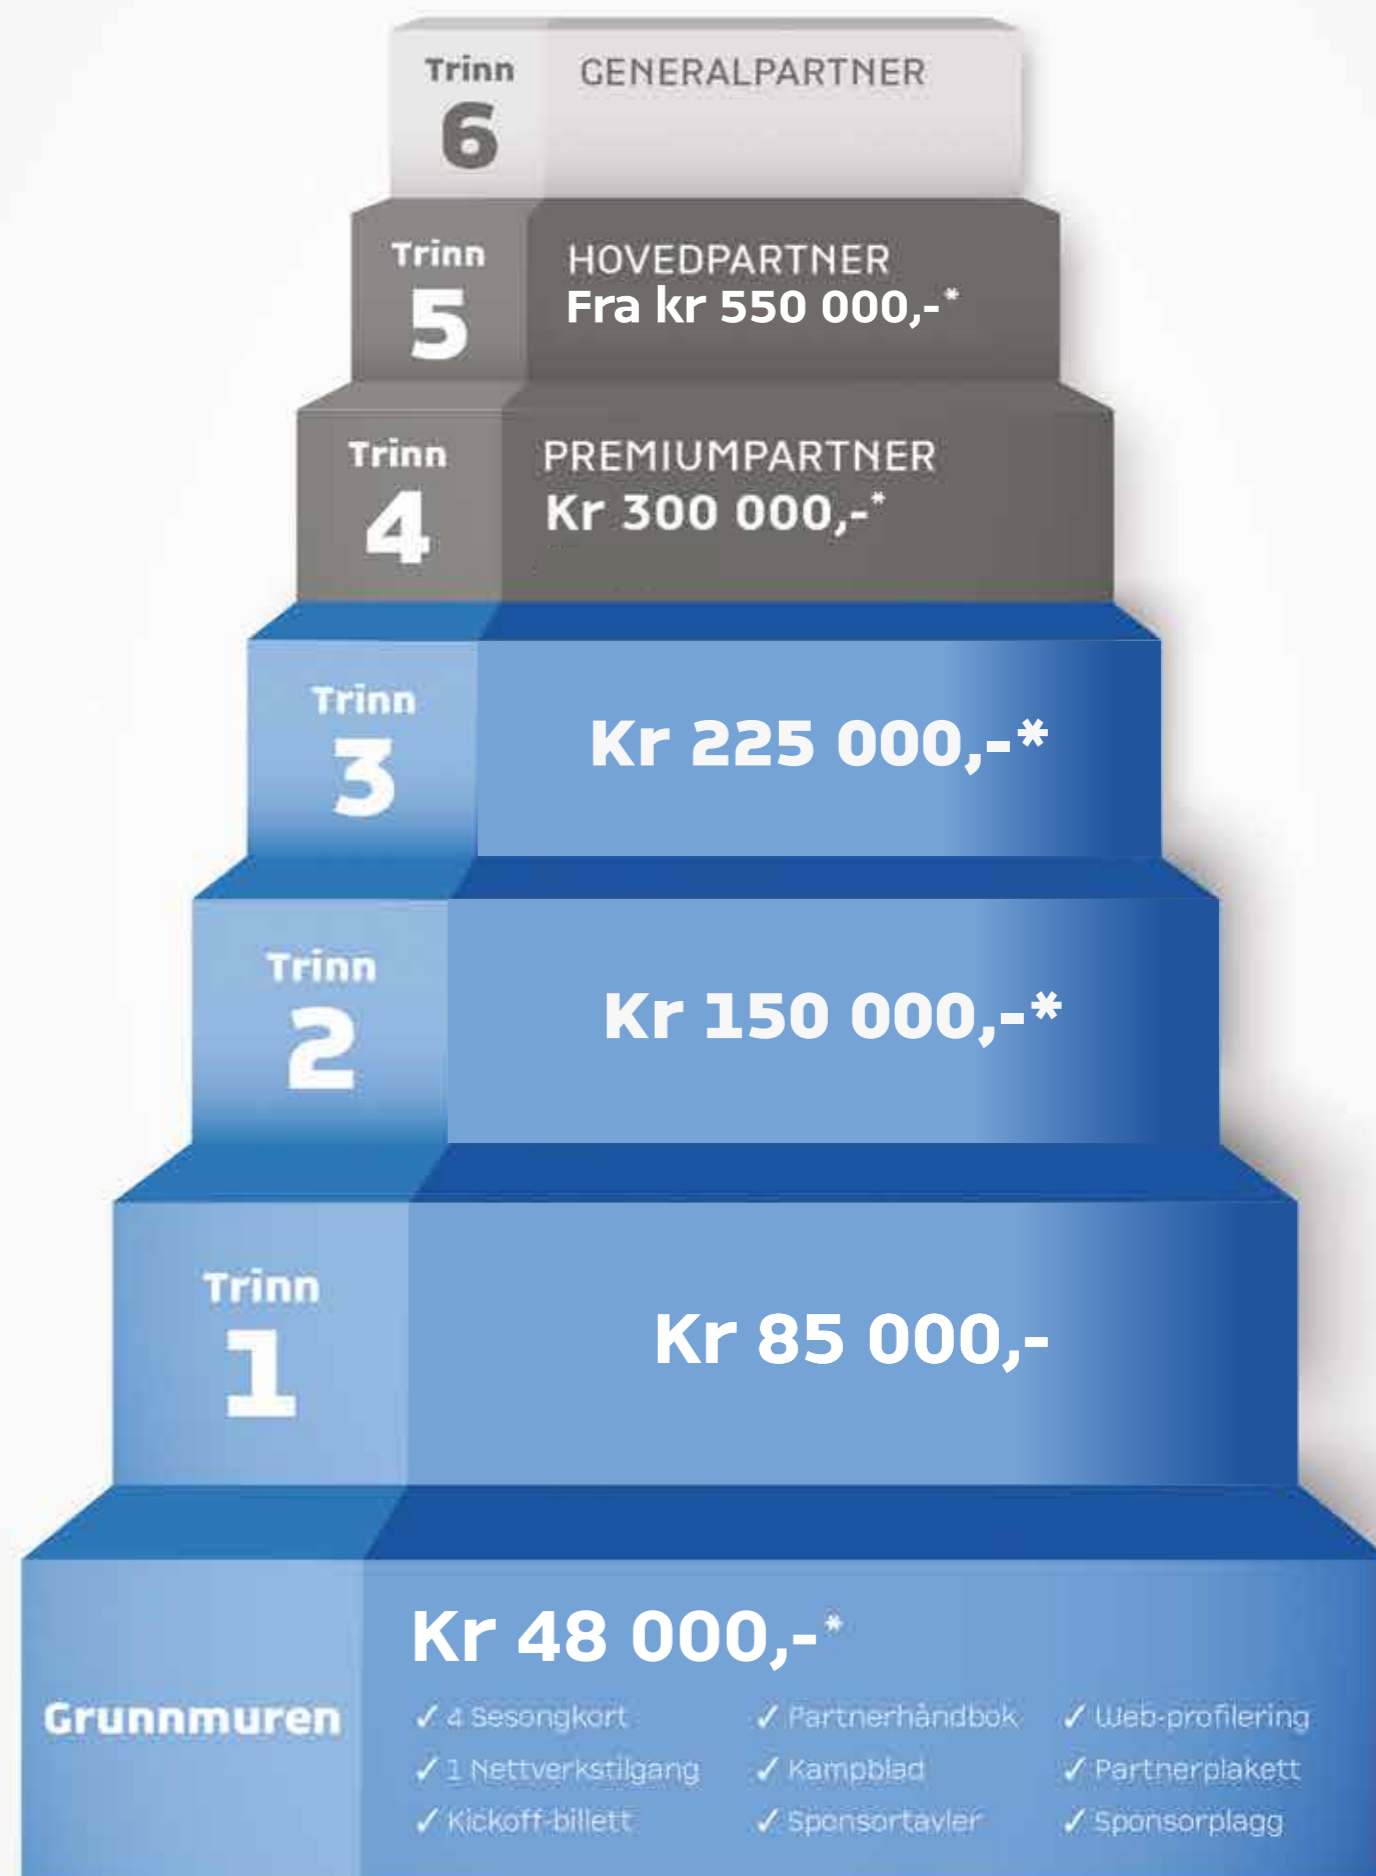 Trinn
6
GENERALPARTNER
Trinn
5
HOVEDPARTNER
Fra kr 550 000,-*
Trinn
4
PREMIUMPARTNER
Kr 300 000,-*
Trinn
3
Kr 225 000,-*
Trinn
2
Kr 150 000,-*
Trinn
1
Kr 85 000,-
Grunnmuren
Kr 48 000,-*
✓ 4 Sesongkort
✓ 1 Nettverkstilgang
✓ Kickoff-billett
✓ Partnerhåndbok
✓ Kampblad
✓ Sponsortavler
✓ Web-profilering
✓ Partnerplakett
✓ Sponsorplagg